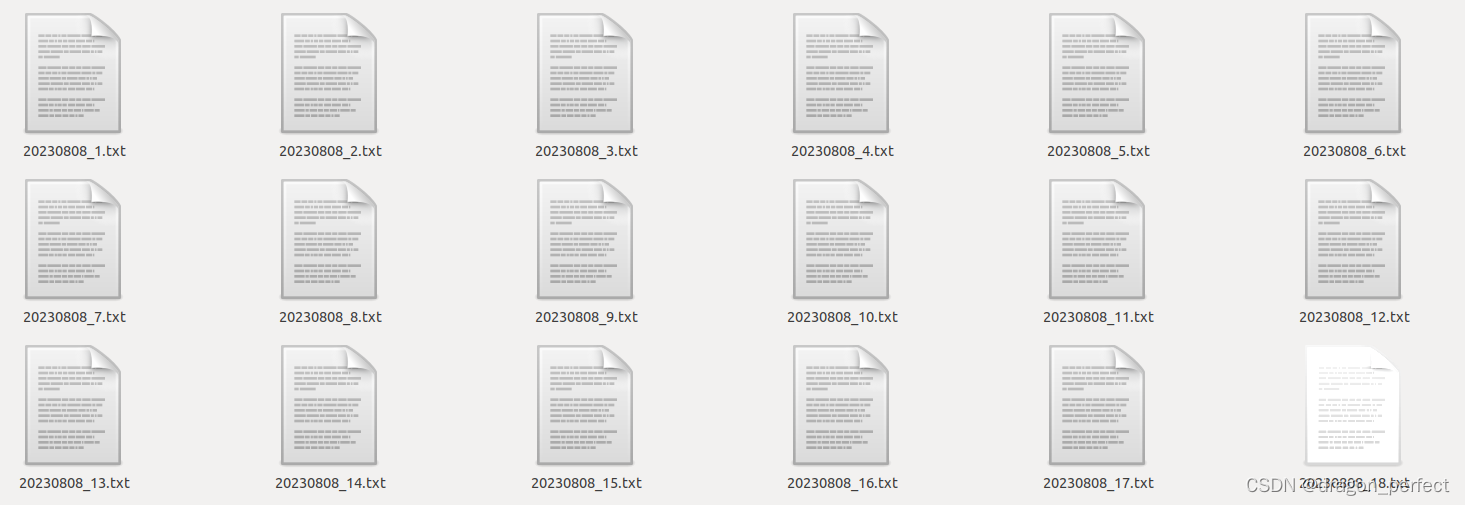 20230808_1.txt 20230808_2.txt 20230808_3.txt 20230808_4.txt 20230808_5.txt 20230808_6.txt
20230808_7.txt 20230808_8.txt 20230808_9.txt 20230808_10.txt 20230808_11.txt 20230808_12.txt
20230808_13.txt 20230808_14.txt 20230808_15.txt 20230808_16.txt 20230808_17.txt 20230808_18.txt
CSDN @dragon_perfect